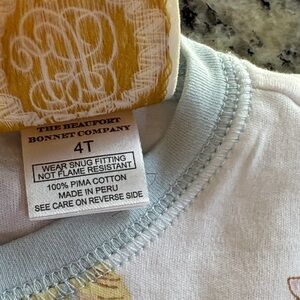 THE BEAUFORT
BONNET COMPANY
4T
WEAR SNUG FITTING
NOT FLAME RESISTANT
100% PIMA COTTON
MADE IN PERU
SEE CARE ON REVERSE SIDE